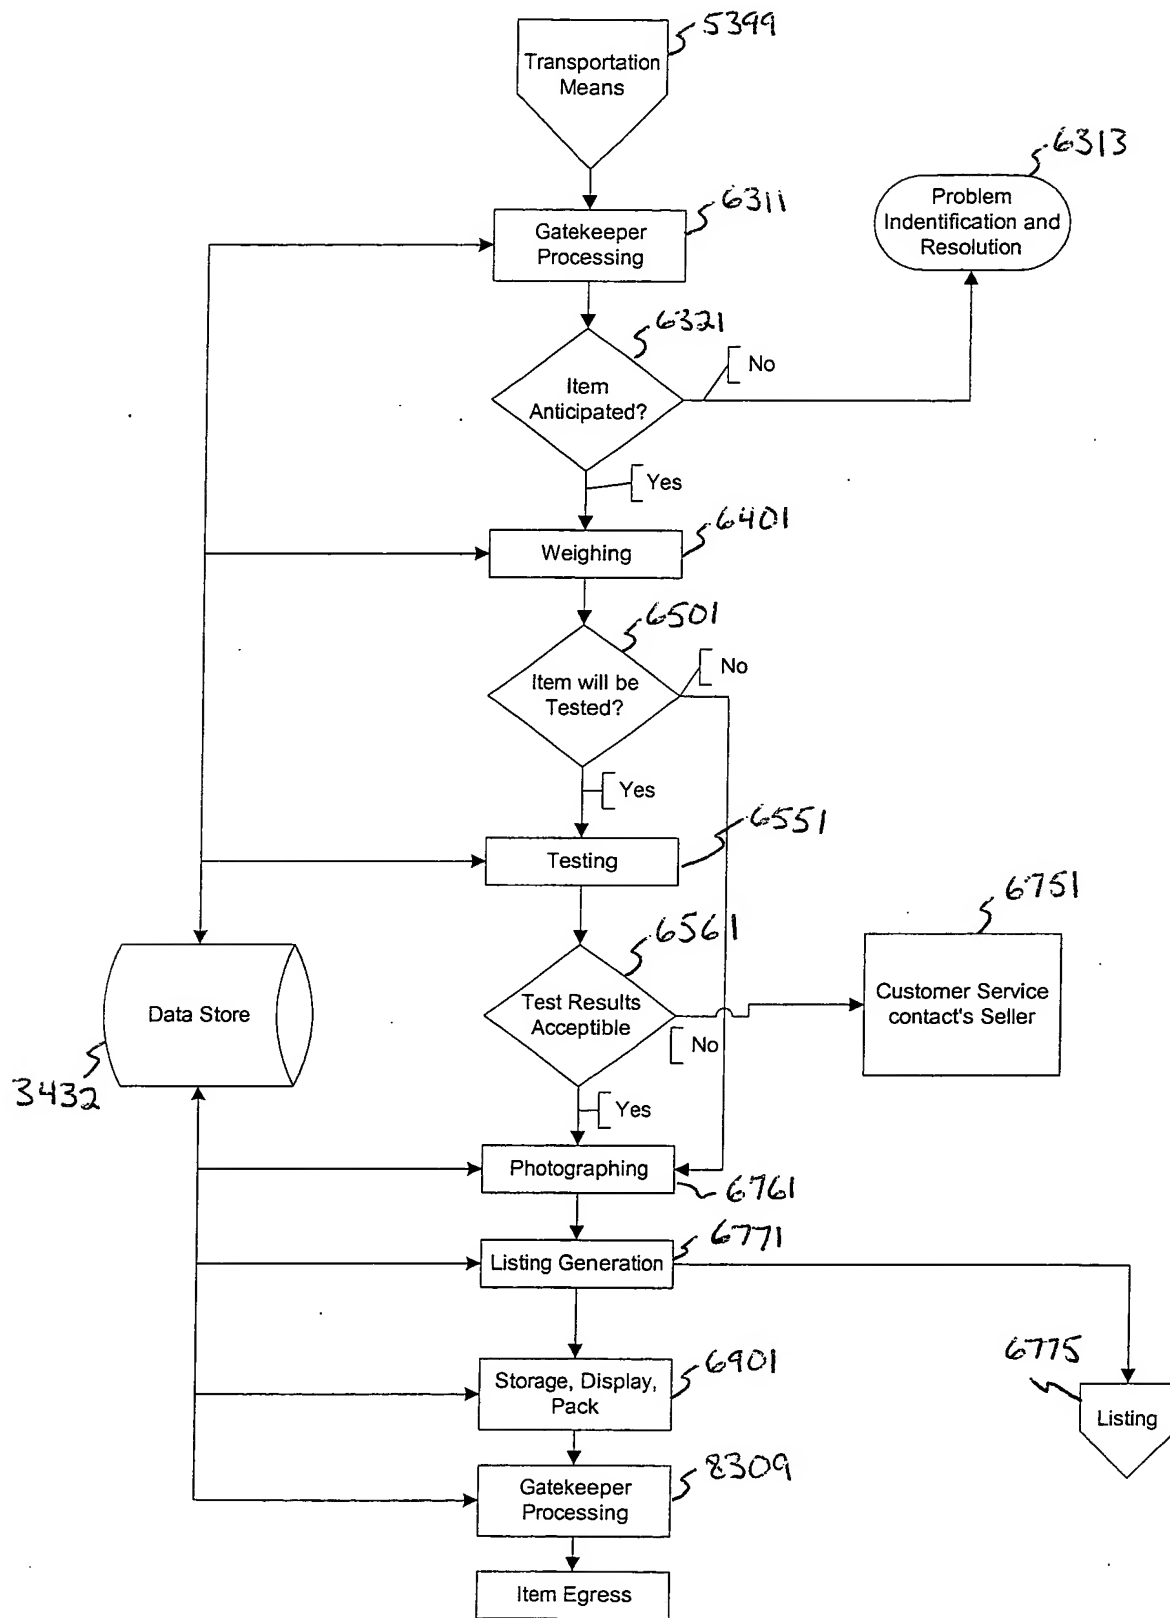 5399
Transportation
Means
6313
Problem
Indentification and
Resolution
6311
Gatekeeper
Processing
6321
No
Item
Anticipated?
Yes
6401
Weighing
6501
No
Item will be
Tested?
Yes
6551
Testing
6751
6561
Customer Service
contact's Seller
Test Results
Acceptible
Data Store
No
3432
Yes
Photographing
6761
6771
Listing Generation
6775
6901
Storage, Display,
Pack
Listing
8309
Gatekeeper
Processing
Item Egress